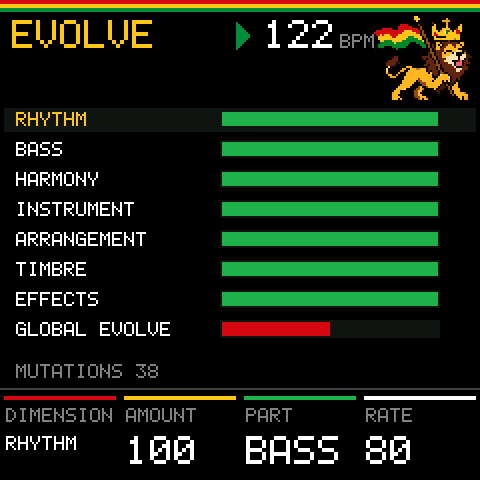 EVOLVE 122 BPM
RHYTHM
BASS
HARMONY
INSTRUMENT
ARRANGEMENT
TIMBRE
EFFECTS
GLOBAL EVOLVE
MUTATIONS 38
DIMENSION AMOUNT PART RATE
RHYTHM 100 BASS 80